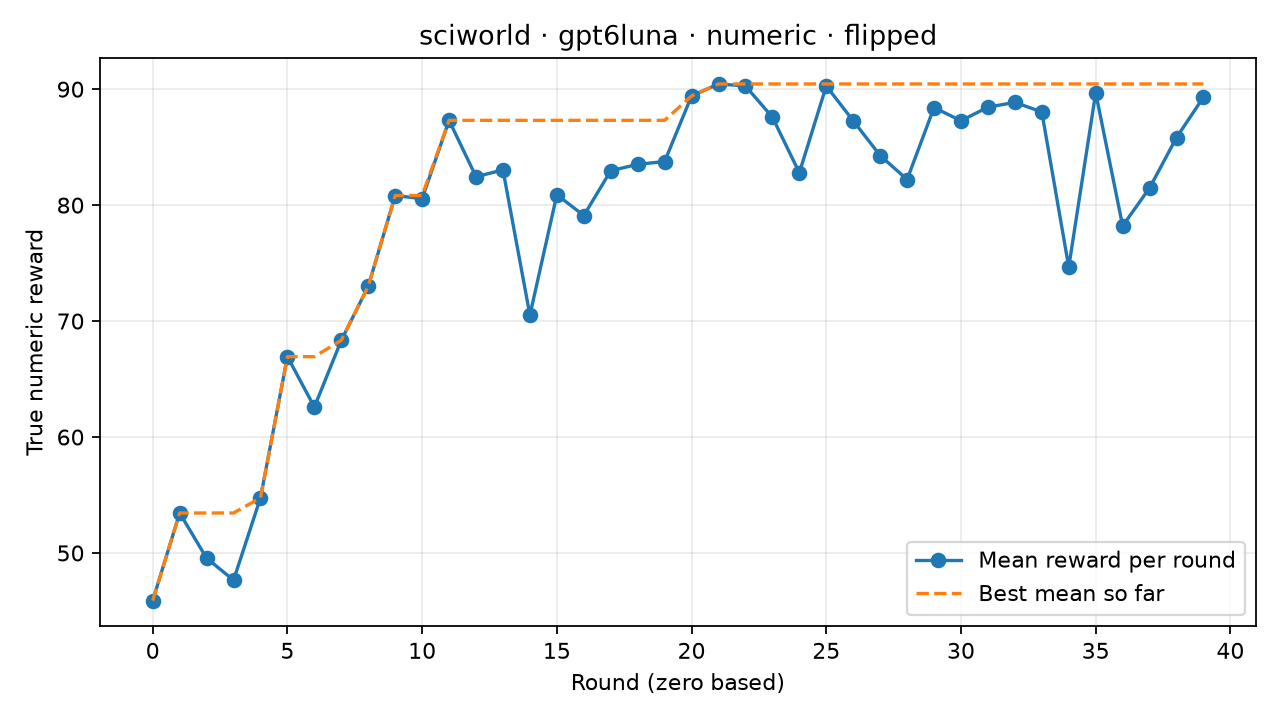 sciworld · gpt6luna · numeric · flipped
True numeric reward
90
80
70
60
50
Mean reward per round
Best mean so far
0 5 10 15 20 25 30 35 40
Round (zero based)